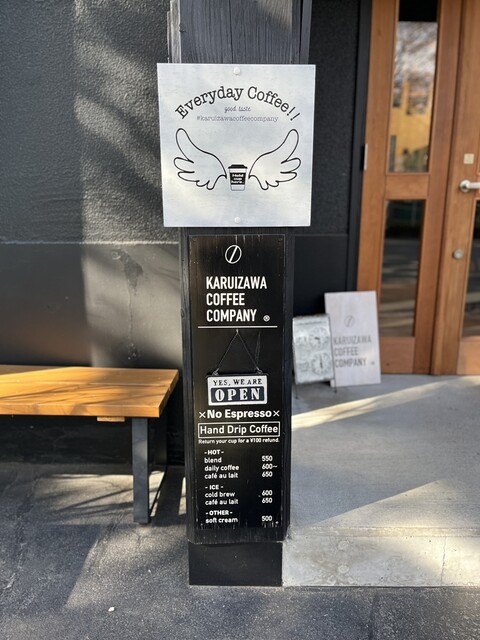 Everyday Coffee!!
good taste
#karuizawacoffeecompany
KARUIZAWA
COFFEE
COMPANY ®
YES, WE ARE
OPEN
×No Espresso×
Hand Drip Coffee
Return your cup for a ¥100 refund.
-HOT-
blend 550
daily coffee 600~
café au lait 650
-ICE-
cold brew 600
café au lait 650
-OTHER-
soft cream 500
KARUIZAWA
COFFEE
COMPANY